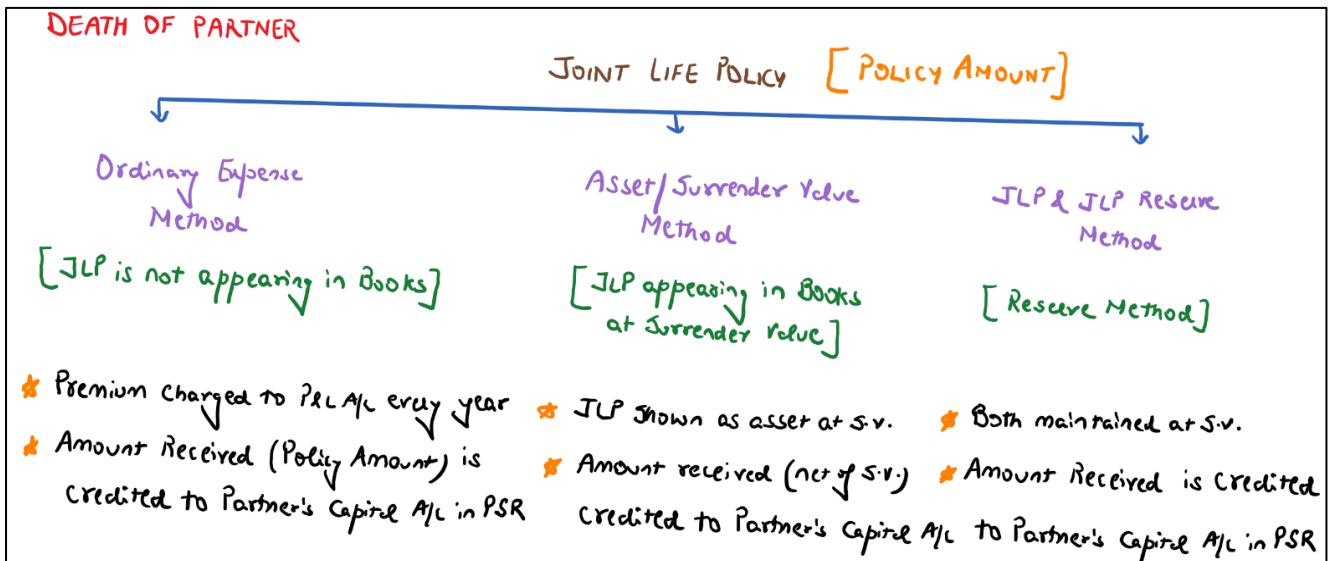 DEATH OF PARTNER
JOINT LIFE POLICY [POLICY AMOUNT]
Ordinary Expense
Method
[JLP is not appearing in Books]
* Premium Charged to P&L A/c every year
* Amount Received (Policy Amount) is
credited to Partner's Capital A/c in PSR
Asset/Surrender Value
Method
[JLP appearing in Books
at Surrender Value]
* JLP Shown as asset at S.V.
* Amount received (net of S.V.)
credited to Partner's Capital A/c
JLP & JLP Reserve
Method
[Reserve Method]
* Both maintained at S.V.
* Amount Received is credited
to Partner's Capital A/c in PSR